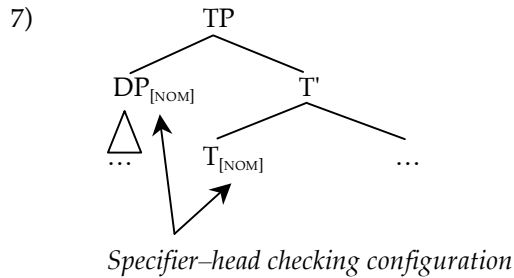 7) TP
DP[NOM] T'
… T[NOM] …
Specifier–head checking configuration